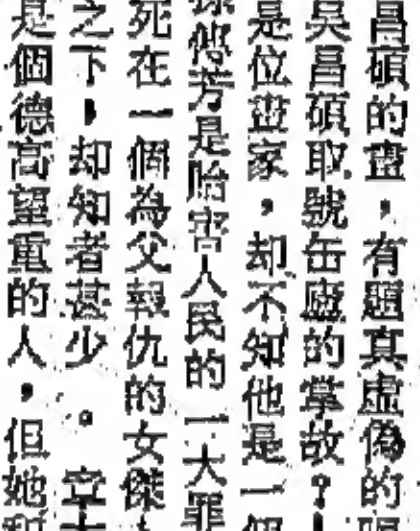 昌碩的畫，有題真虛偽的
吳昌碩取號缶廬的掌故？
是位畫家，却不知他是一個
孫傳芳是貽害人民的一大罪
死在一個為父報仇的女傑
之下，却知者甚少。
是個德高望重的人，但她